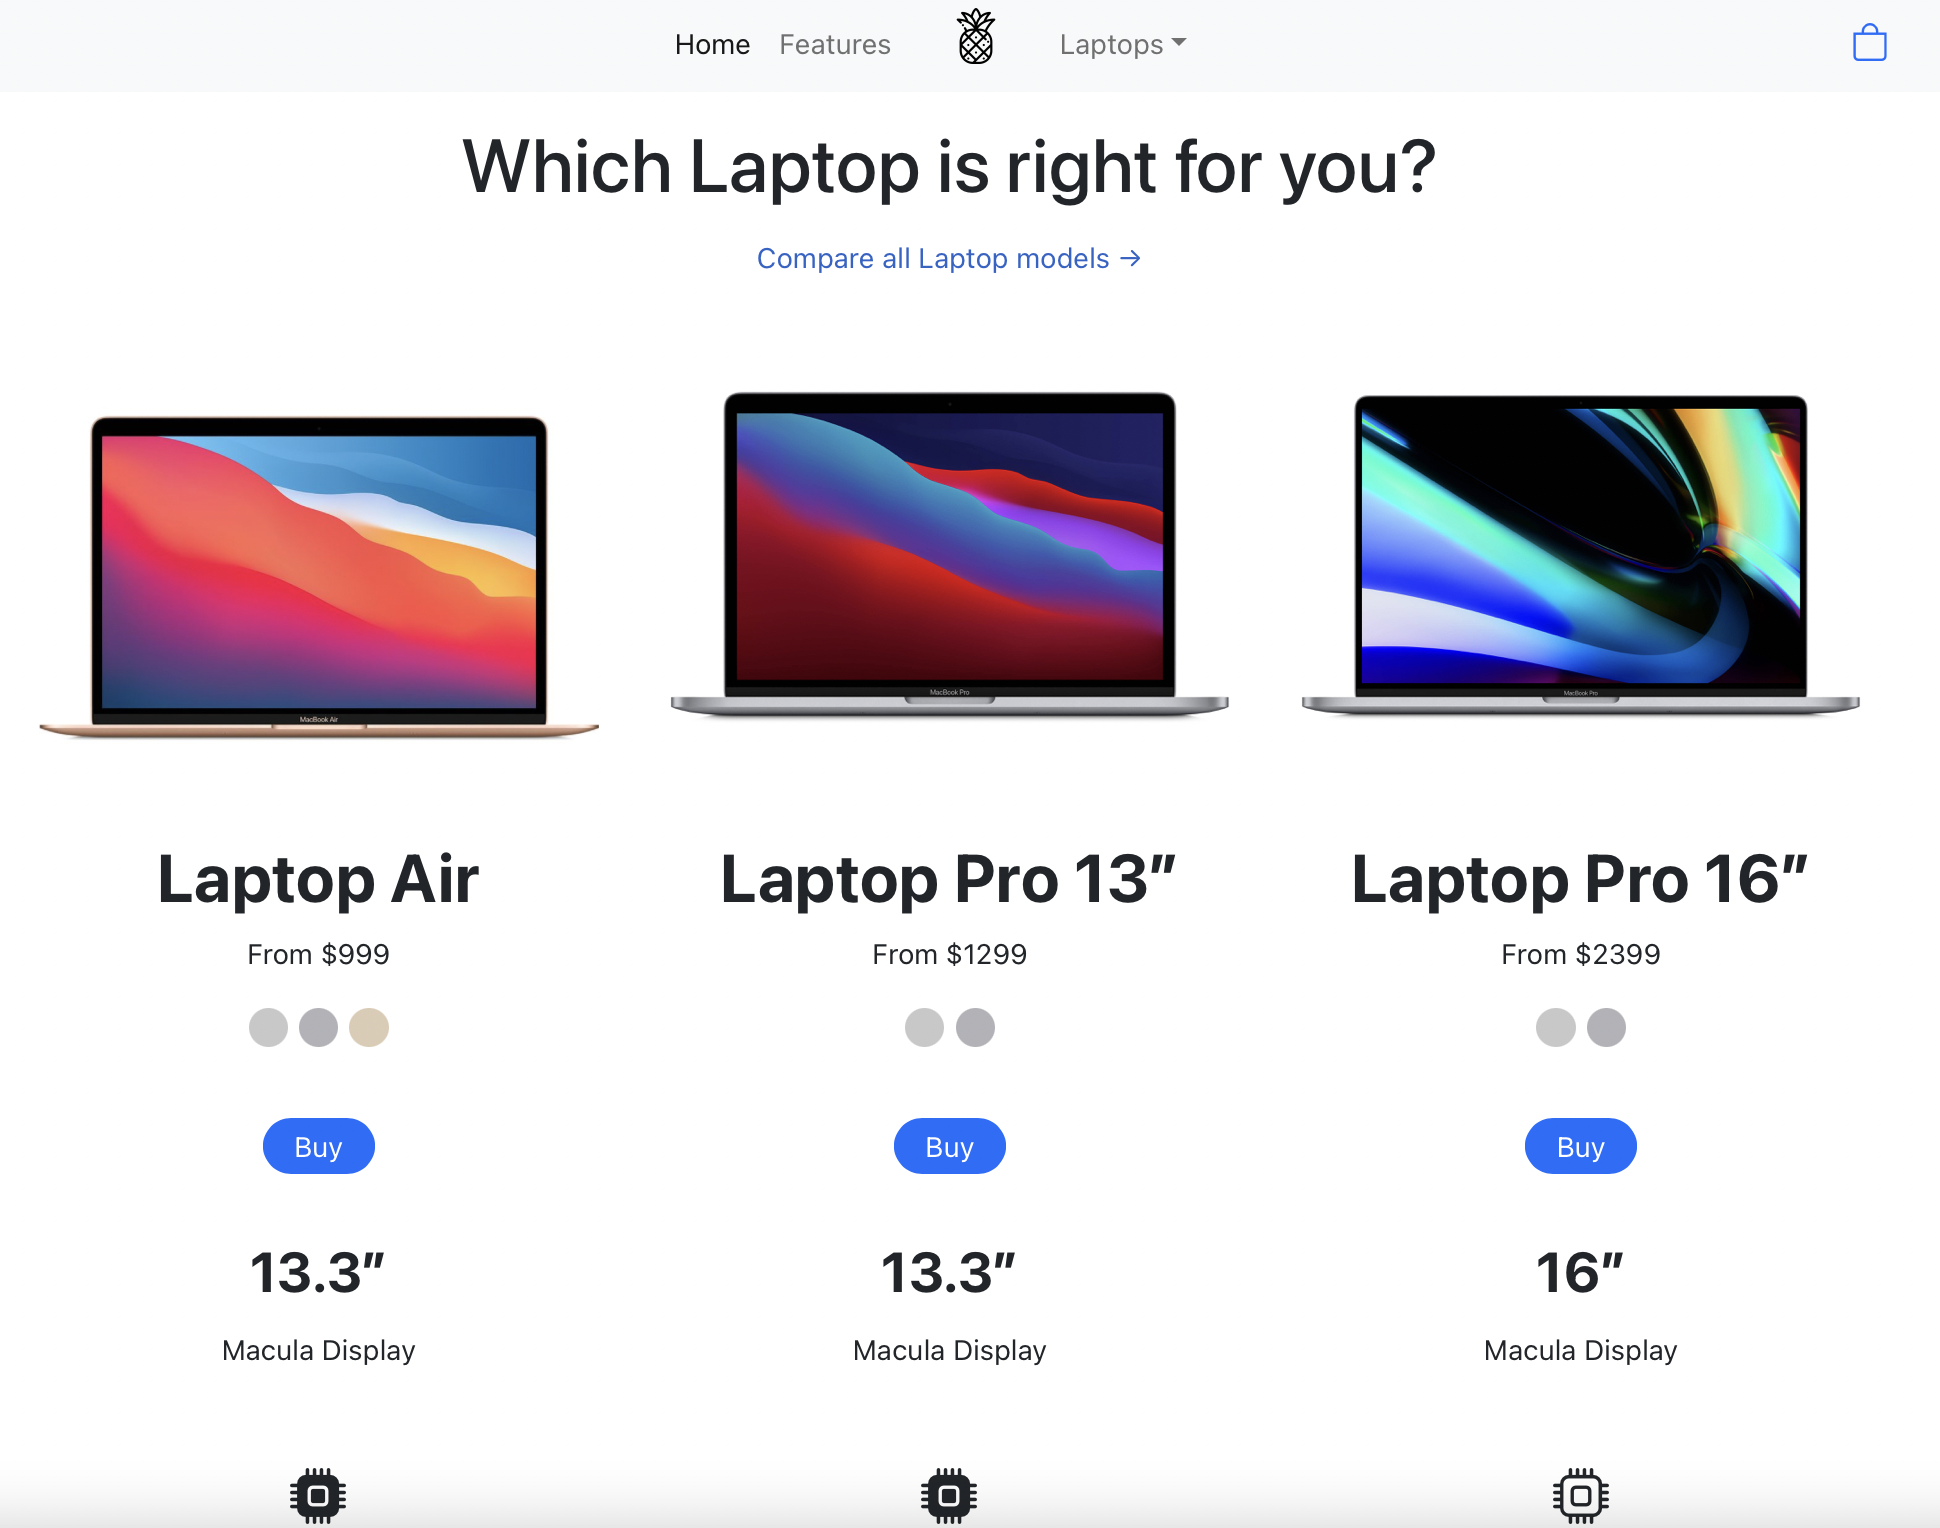 Home Features Laptops
Which Laptop is right for you?
Compare all Laptop models →
MacBook Air
MacBook Pro
MacBook Pro
Laptop Air
From $999
Buy
13.3”
Macula Display
Laptop Pro 13”
From $1299
Buy
13.3”
Macula Display
Laptop Pro 16”
From $2399
Buy
16”
Macula Display